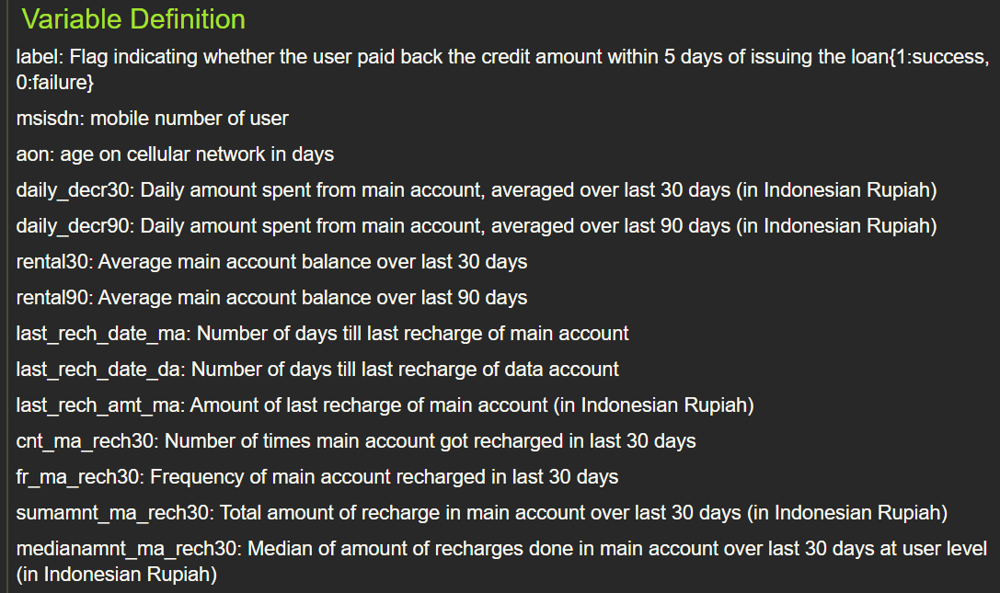 Variable Definition
label: Flag indicating whether the user paid back the credit amount within 5 days of issuing the loan{1:success,
0:failure}
msisdn: mobile number of user
aon: age on cellular network in days
daily_decr30: Daily amount spent from main account, averaged over last 30 days (in Indonesian Rupiah)
daily_decr90: Daily amount spent from main account, averaged over last 90 days (in Indonesian Rupiah)
rental30: Average main account balance over last 30 days
rental90: Average main account balance over last 90 days
last_rech_date_ma: Number of days till last recharge of main account
last_rech_date_da: Number of days till last recharge of data account
last_rech_amt_ma: Amount of last recharge of main account (in Indonesian Rupiah)
cnt_ma_rech30: Number of times main account got recharged in last 30 days
fr_ma_rech30: Frequency of main account recharged in last 30 days
sumamnt_ma_rech30: Total amount of recharge in main account over last 30 days (in Indonesian Rupiah)
medianamnt_ma_rech30: Median of amount of recharges done in main account over last 30 days at user level
(in Indonesian Rupiah)